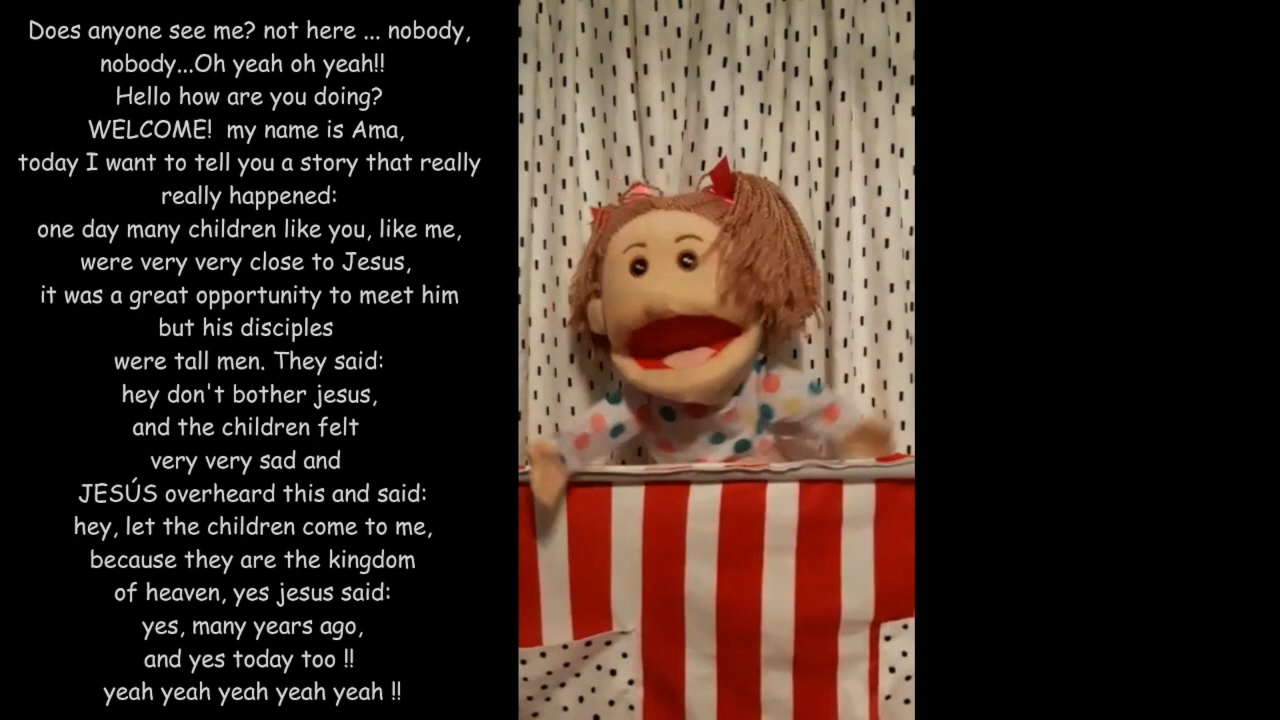 Does anyone see me? not here ... nobody,
nobody...Oh yeah oh yeah!!
Hello how are you doing?
WELCOME!  my name is Ama,
today I want to tell you a story that really
really happened:
one day many children like you, like me,
were very very close to Jesus,
it was a great opportunity to meet him
but his disciples
were tall men. They said:
hey don't bother jesus,
and the children felt
very very sad and
JESÚS overheard this and said:
hey, let the children come to me,
because they are the kingdom
of heaven, yes jesus said:
yes, many years ago,
and yes today too !!
yeah yeah yeah yeah yeah !!